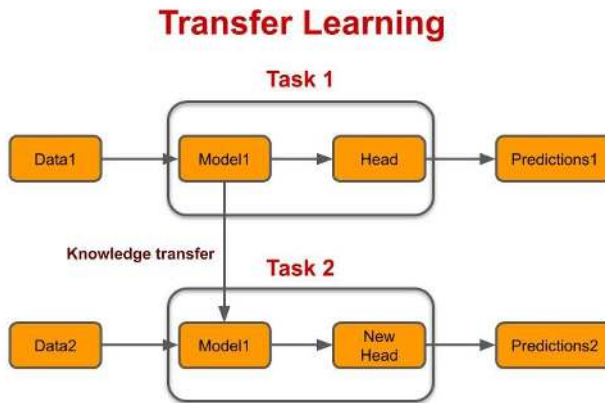 Transfer Learning
Task 1
Data1
Model1
Head
Predictions1
Knowledge transfer
Task 2
Data2
Model1
New
Head
Predictions2